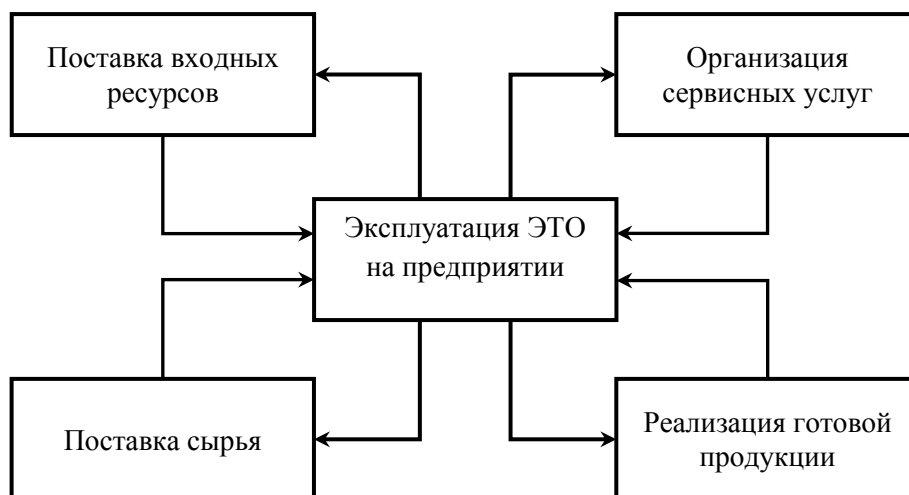 Поставка входных
ресурсов
Организация
сервисных услуг
Эксплуатация ЭТО
на предприятии
Поставка сырья
Реализация готовой
продукции